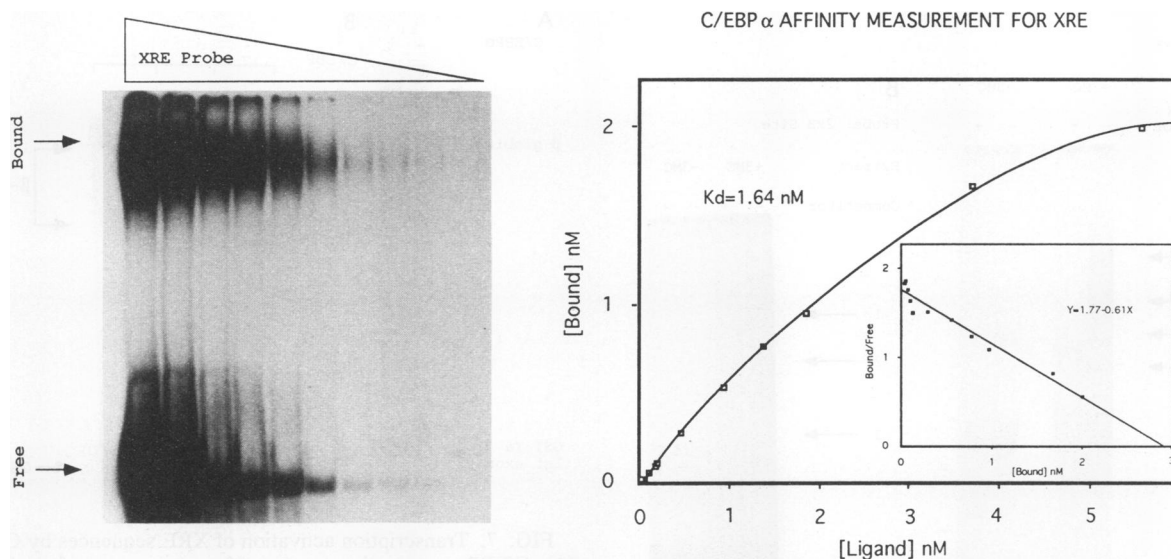 XRE Probe
Bound
Free
C/EBP α AFFINITY MEASUREMENT FOR XRE
[Bound] nM
2
1
0
Kd=1.64 nM
0 1 2 3 4 5
[Ligand] nM
Bound/Free
2
1
0
Y=1.77-0.61X
0 1 2 3
[Bound] nM